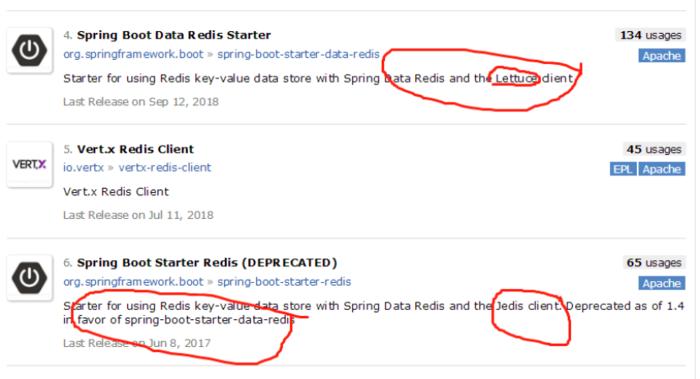 4. Spring Boot Data Redis Starter
134 usages
org.springframework.boot » spring-boot-starter-data-redis
Apache
Starter for using Redis key-value data store with Spring Data Redis and the Lettuce client
Last Release on Sep 12, 2018
VERT.X
5. Vert.x Redis Client
45 usages
io.vertx » vertx-redis-client
EPL Apache
Vert.x Redis Client
Last Release on Jul 11, 2018
6. Spring Boot Starter Redis (DEPRECATED)
65 usages
org.springframework.boot » spring-boot-starter-redis
Apache
Starter for using Redis key-value data store with Spring Data Redis and the Jedis client. Deprecated as of 1.4
in favor of spring-boot-starter-data-redis
Last Release on Jun 8, 2017